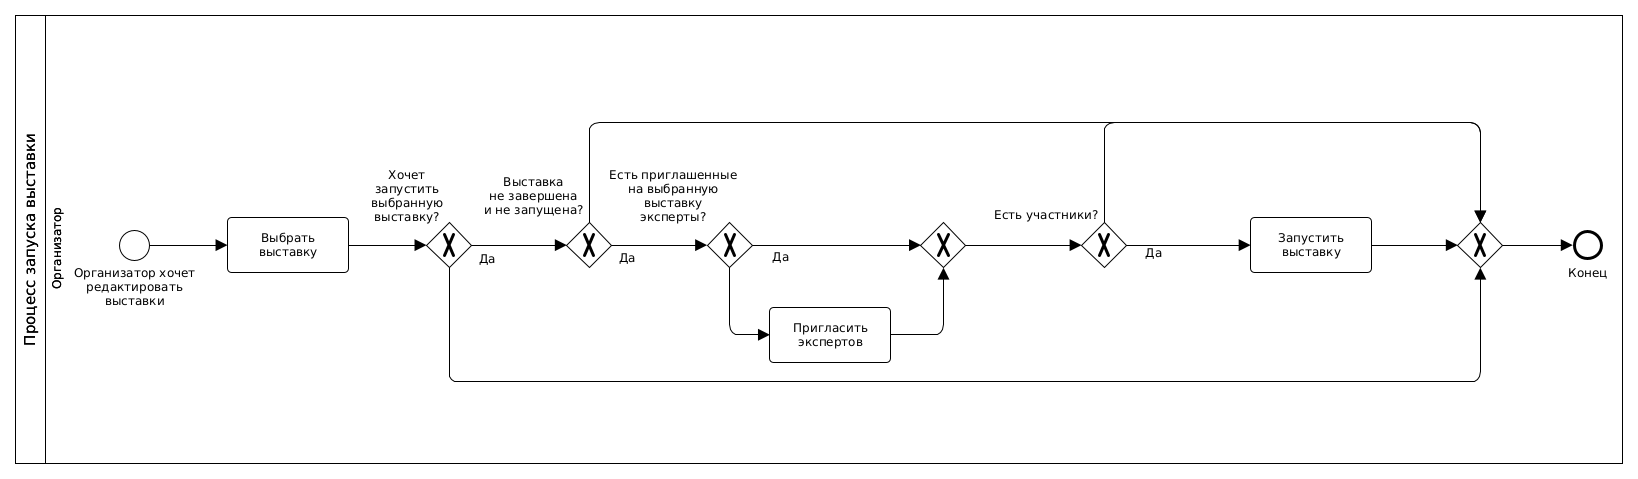 Процесс запуска выставки
Организатор
Организатор хочет
редактировать
выставки
Выбрать
выставку
Хочет
запустить
выбранную
выставку?
Да
Выставка
не завершена
и не запущена?
Да
Есть приглашенные
на выбранную
выставку
эксперты?
Да
Пригласить
экспертов
Есть участники?
Да
Запустить
выставку
Конец